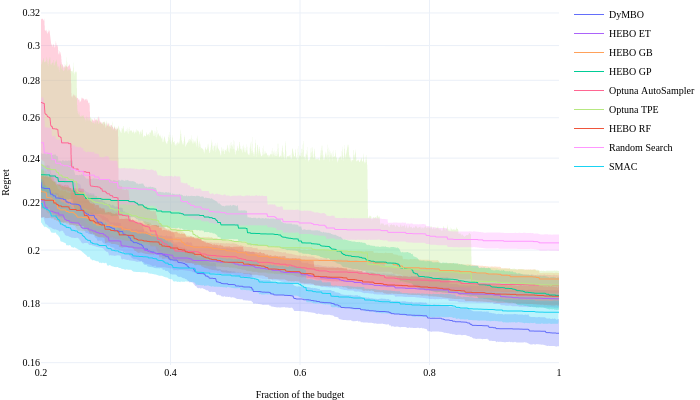 0.32
0.3
0.28
0.26
0.24
0.22
0.2
0.18
0.16
Regret
0.2
0.4
0.6
0.8
1
Fraction of the budget
DyMBO
HEBO ET
HEBO GB
HEBO GP
Optuna AutoSampler
Optuna TPE
HEBO RF
Random Search
SMAC